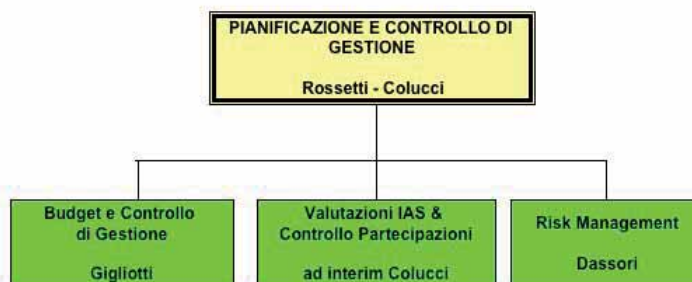 PIANIFICAZIONE E CONTROLLO DI
GESTIONE
Rossetti - Colucci
Budget e Controllo
di Gestione
Gigliotti
Valutazioni IAS &
Controllo Partecipazioni
ad interim Colucci
Risk Management
Dassori